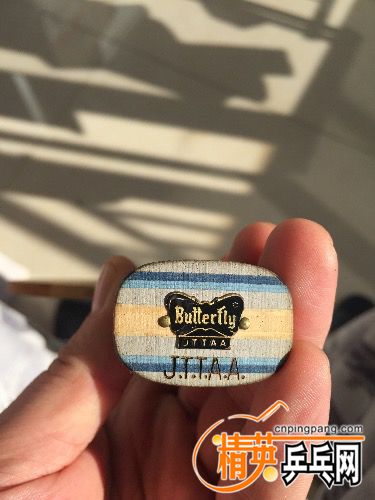 Butterfly
JTTAA
J.T.T.A.A.
cnpingpang.com
精英乒乓网